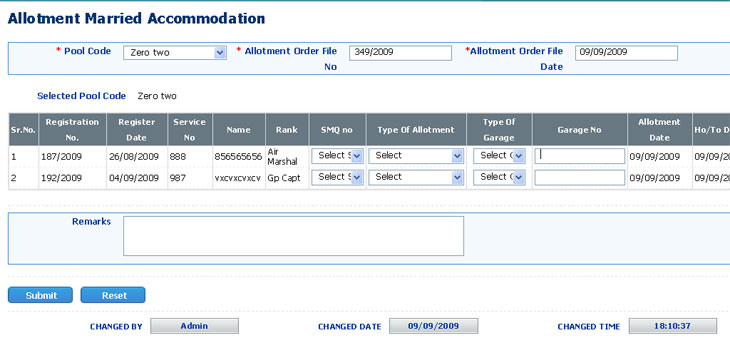 Allotment Married Accommodation
* Pool Code Zero two * Allotment Order File No 349/2009 *Allotment Order File Date 09/09/2009
Selected Pool Code Zero two
Sr.No. Registration No. Register Date Service No Name Rank SMQ no Type Of Allotment Type Of Garage Garage No Allotment Date Ho/To D
1 187/2009 26/08/2009 888 856565656 Air Marshal Select S Select Select G 09/09/2009 09/09/20
2 192/2009 04/09/2009 987 vxcvxcvxcv Gp Capt Select S Select Select G 09/09/2009 09/09/20
Remarks
Submit Reset
CHANGED BY Admin CHANGED DATE 09/09/2009 CHANGED TIME 18:10:37